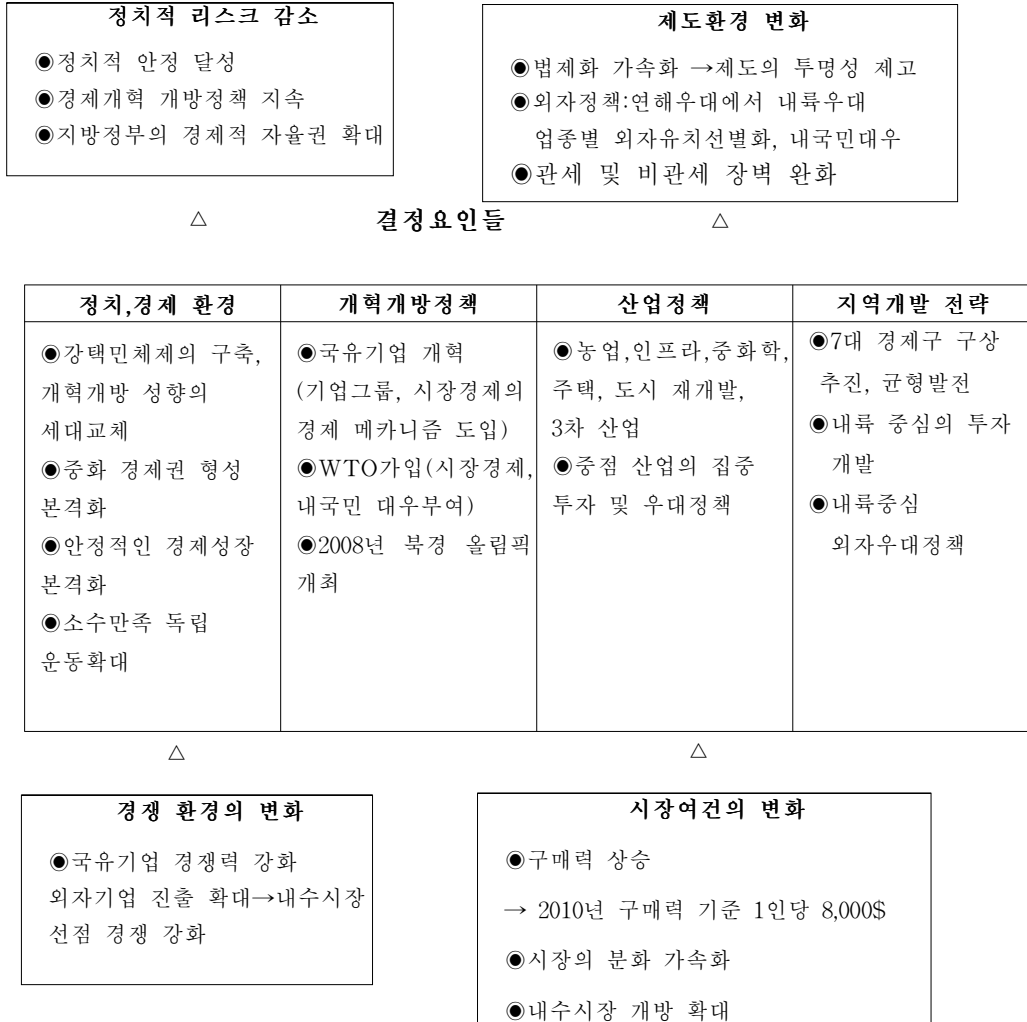 정치적 리스크 감소
◉정치적 안정 달성
◉경제개혁 개방정책 지속
◉지방정부의 경제적 자율권 확대
제도환경 변화
◉법제화 가속화 →제도의 투명성 제고
◉외자정책:연해우대에서 내륙우대
업종별 외자유치선별화, 내국민대우
◉관세 및 비관세 장벽 완화
△
결정요인들
△
정치,경제 환경
◉강택민체제의 구축,
개혁개방 성향의
세대교체
◉중화 경제권 형성
본격화
◉안정적인 경제성장
본격화
◉소수만족 독립
운동확대
개혁개방정책
◉국유기업 개혁
(기업그룹, 시장경제의
경제 메카니즘 도입)
◉WTO가입(시장경제,
내국민 대우부여)
◉2008년 북경 올림픽
개최
산업정책
◉농업,인프라,중화학,
주택, 도시 재개발,
3차 산업
◉중점 산업의 집중
투자 및 우대정책
지역개발 전략
◉7대 경제구 구상
추진, 균형발전
◉내륙 중심의 투자
개발
◉내륙중심
외자우대정책
△
△
경쟁 환경의 변화
◉국유기업 경쟁력 강화
외자기업 진출 확대→내수시장
선점 경쟁 강화
시장여건의 변화
◉구매력 상승
→ 2010년 구매력 기준 1인당 8,000$
◉시장의 분화 가속화
◉내수시장 개방 확대